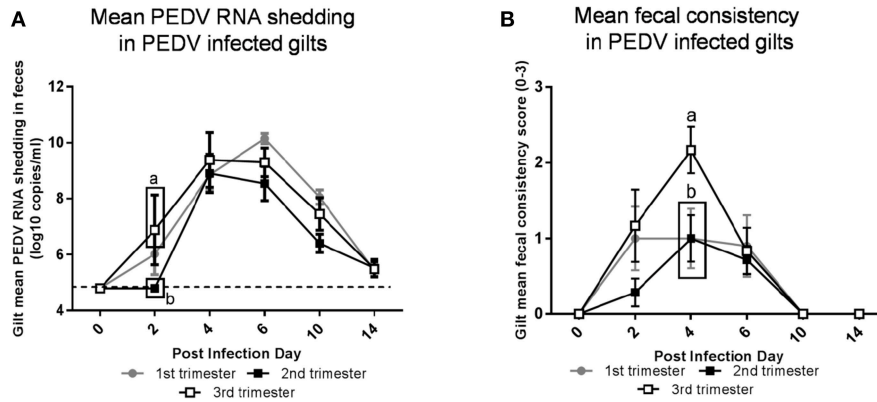 A
Mean PEDV RNA shedding
in PEDV infected gilts
Gilt mean PEDV RNA shedding in feces
(log10 copies/ml)
12
10
8
6
4
a
b
0
2
4
6
10
14
Post Infection Day
1st trimester
2nd trimester
3rd trimester
B
Mean fecal consistency
in PEDV infected gilts
Gilt mean fecal consistency score (0-3)
3
2
1
0
a
b
0
2
4
6
10
14
Post Infection Day
1st trimester
2nd trimester
3rd trimester